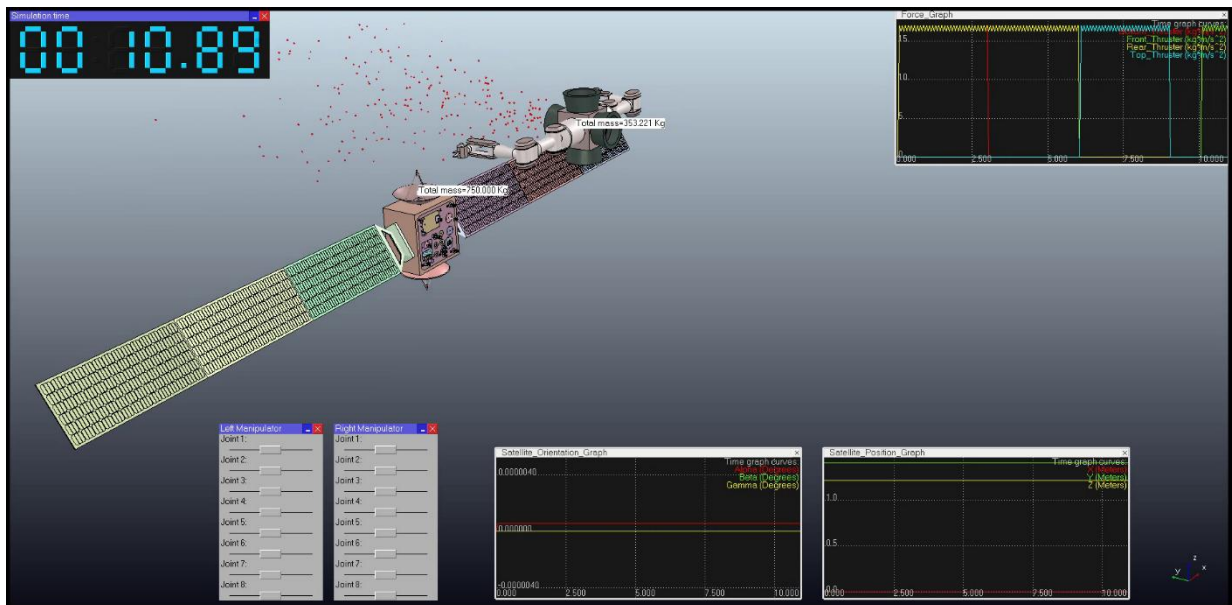 Simulation time
00 10.89
Total mass=353.221 Kg
Total mass=750.000 Kg
Force_Graph
Time graph curves:
Front_Thruster (kg*m/s^2)
Rear_Thruster (kg*m/s^2)
Top_Thruster (kg*m/s^2)
15
10
5
0
0.000 2.500 5.000 7.500 10.000
Left Manipulator
Joint 1:
Joint 2:
Joint 3:
Joint 4:
Joint 5:
Joint 6:
Joint 7:
Joint 8:
Right Manipulator
Joint 1:
Joint 2:
Joint 3:
Joint 4:
Joint 5:
Joint 6:
Joint 7:
Joint 8:
Satellite_Orientation_Graph
Time graph curves:
Alpha (Degrees)
Beta (Degrees)
Gamma (Degrees)
0.0000040
0.000000
-0.0000040
0.000 2.500 5.000 7.500 10.000
Satellite_Position_Graph
Time graph curves:
X (Meters)
Y (Meters)
Z (Meters)
1.0
0.5
0.0
0.000 2.500 5.000 7.500 10.000
z
y
x